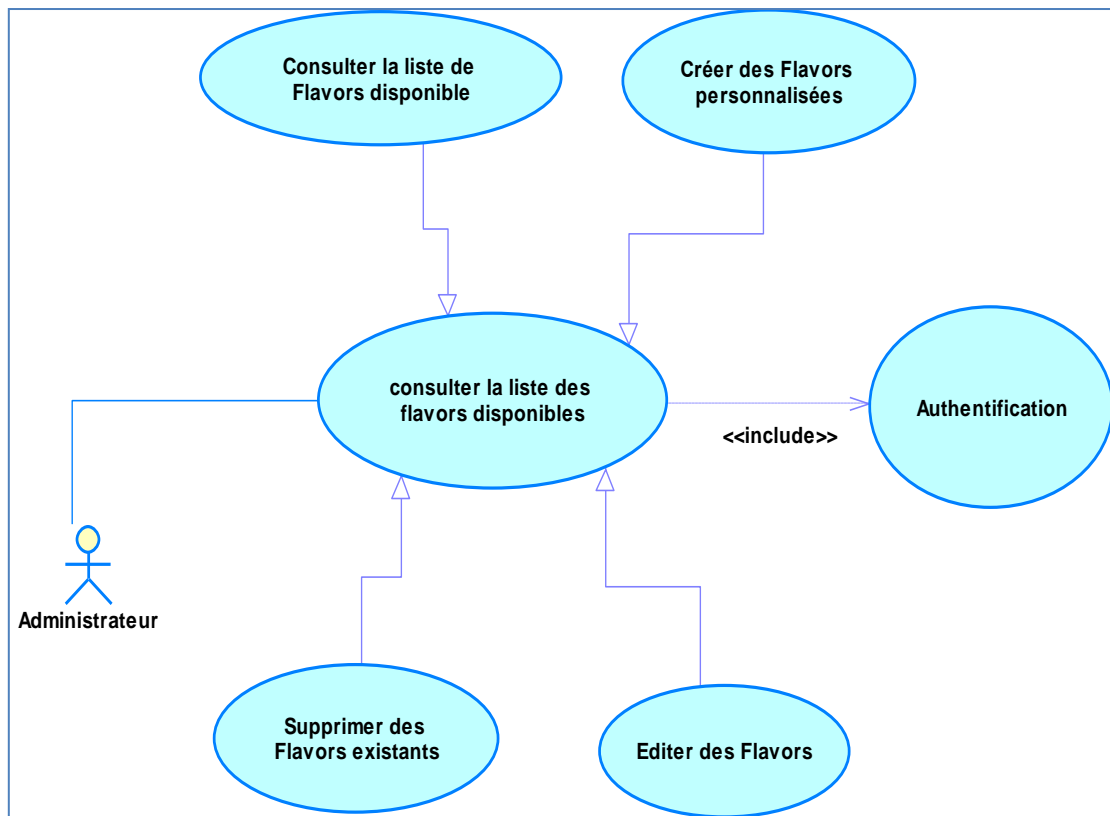 Consulter la liste de
Flavors disponible
Créer des Flavors
personnalisées
consulter la liste des
flavors disponibles
Authentification
<<include>>
Administrateur
Supprimer des
Flavors existants
Editer des Flavors